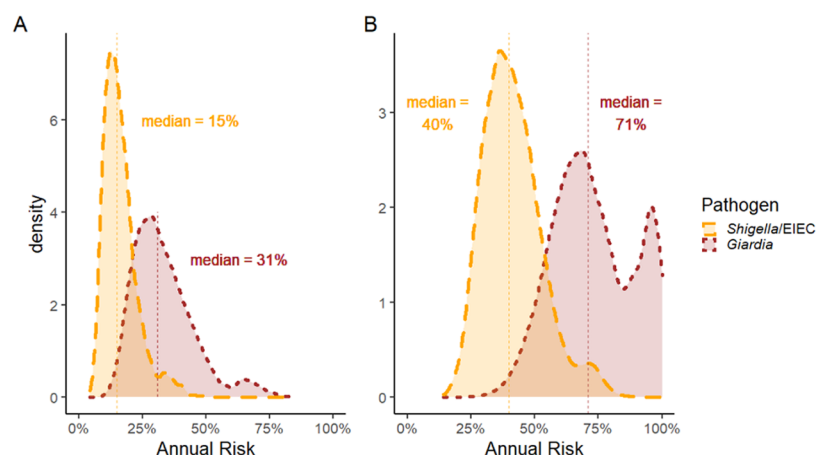 A
B
median = 15%
median = 31%
density
6
4
2
0
0%
25%
50%
75%
100%
Annual Risk
median =
40%
median =
71%
3
2
1
0
0%
25%
50%
75%
100%
Annual Risk
Pathogen
Shigella/EIEC
Giardia